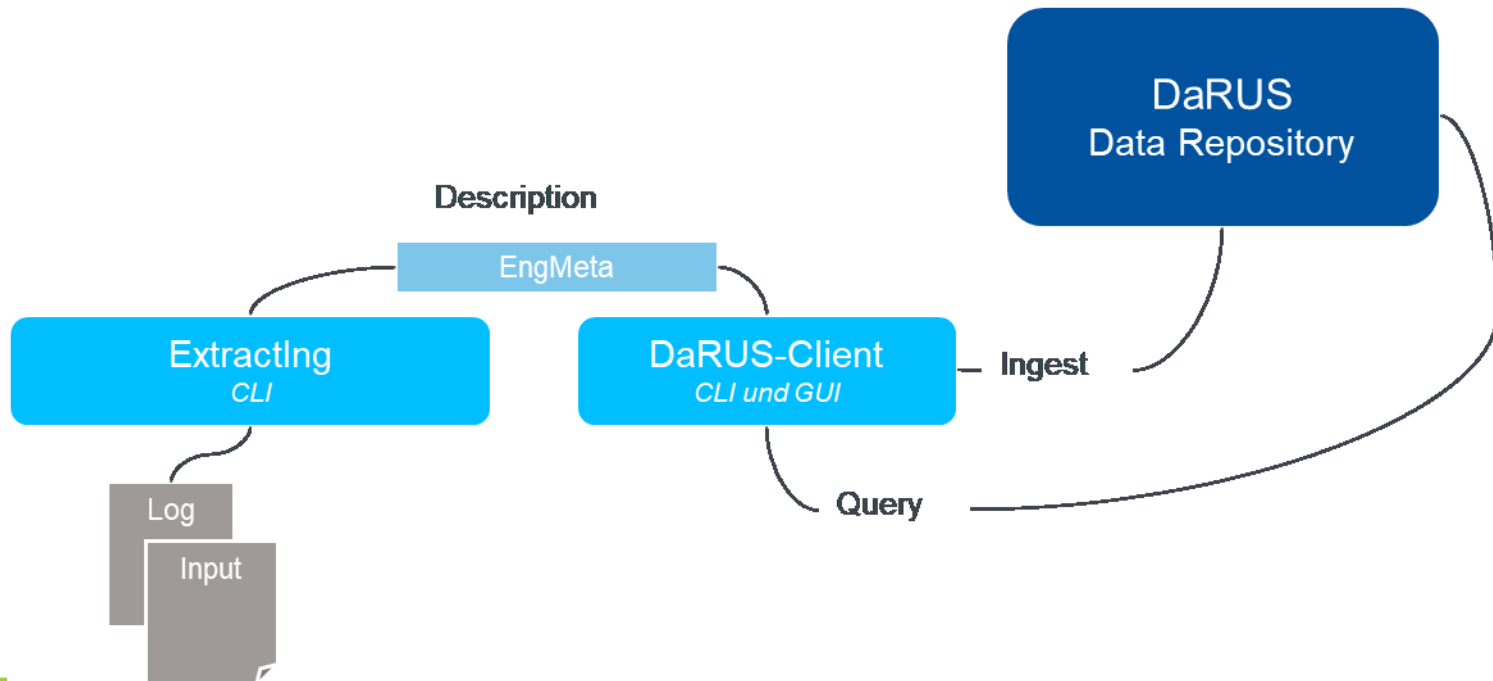 DaRUS
Data Repository
Description
EngMeta
ExtractIng
CLI
DaRUS-Client
CLI und GUI
Ingest
Query
Log
Input